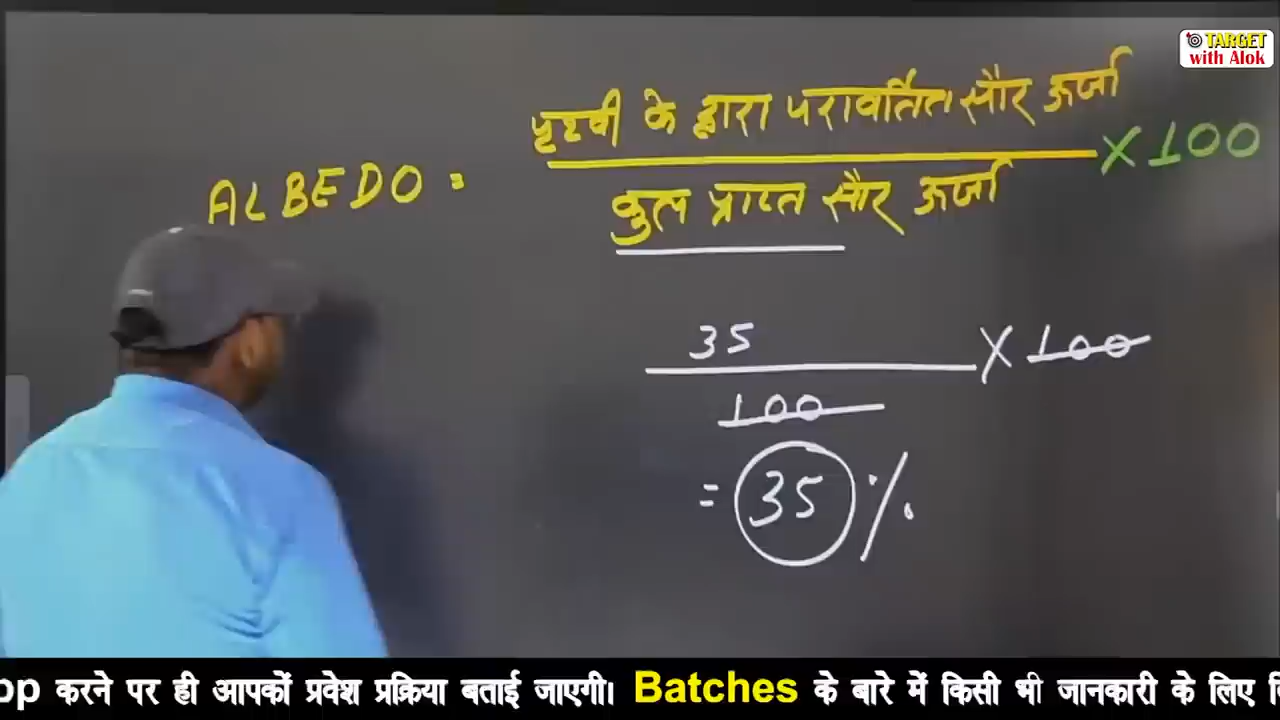 TARGET
with Alok
पृथ्वी के द्वारा परावर्तित सौर ऊर्जा
ALBEDO = X 100
कुल प्राप्त सौर ऊर्जा
35
X 100
100
= 35 %
op करने पर ही आपकों प्रवेश प्रक्रिया बताई जाएगी। Batches के बारे में किसी भी जानकारी के लिए